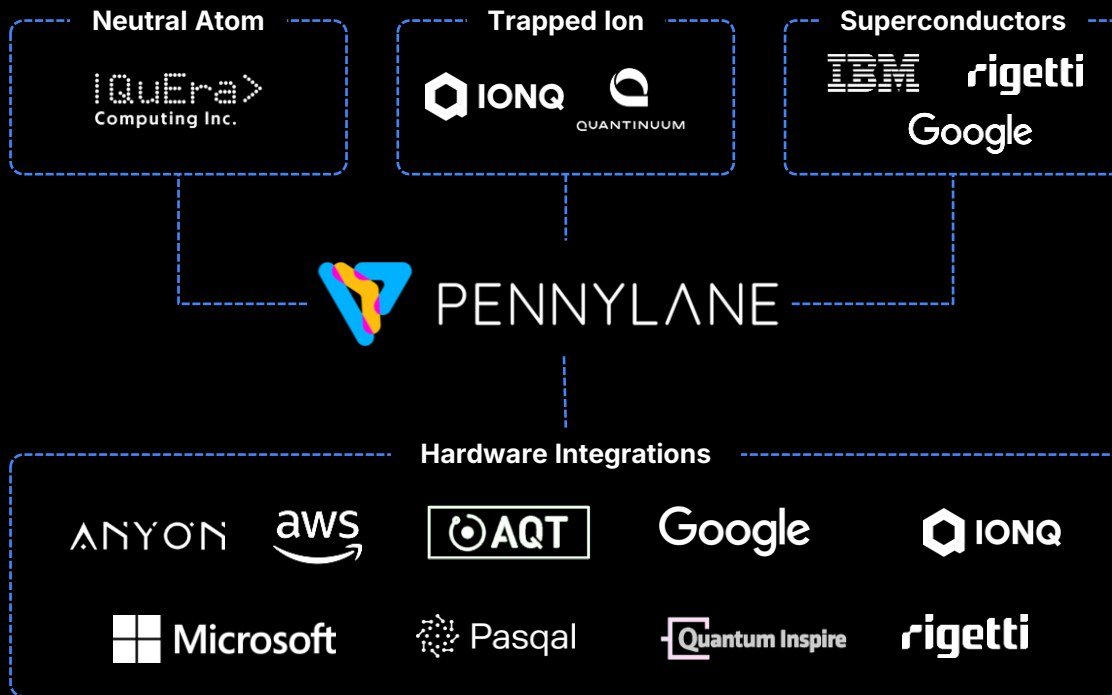 Neutral Atom
Trapped Ion
Superconductors
|QuEra>
Computing Inc.
IONQ
QUANTINUUM
IBM
rigetti
Google
PENNYLANE
Hardware Integrations
ANYON
aws
AQT
Google
IONQ
Microsoft
Pasqal
Quantum Inspire
rigetti